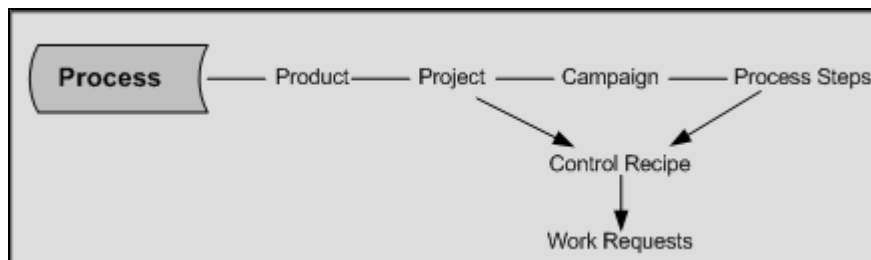 Process Product Project Campaign Process Steps
Control Recipe
Work Requests